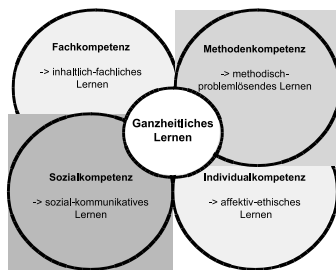 Fachkompetenz
-> inhaltlich-fachliches
Lernen
Methodenkompetenz
-> methodisch-
problemlösendes Lernen
Ganzheitliches
Lernen
Sozialkompetenz
-> sozial-kommunikatives
Lernen
Individualkompetenz
-> affektiv-ethisches
Lernen